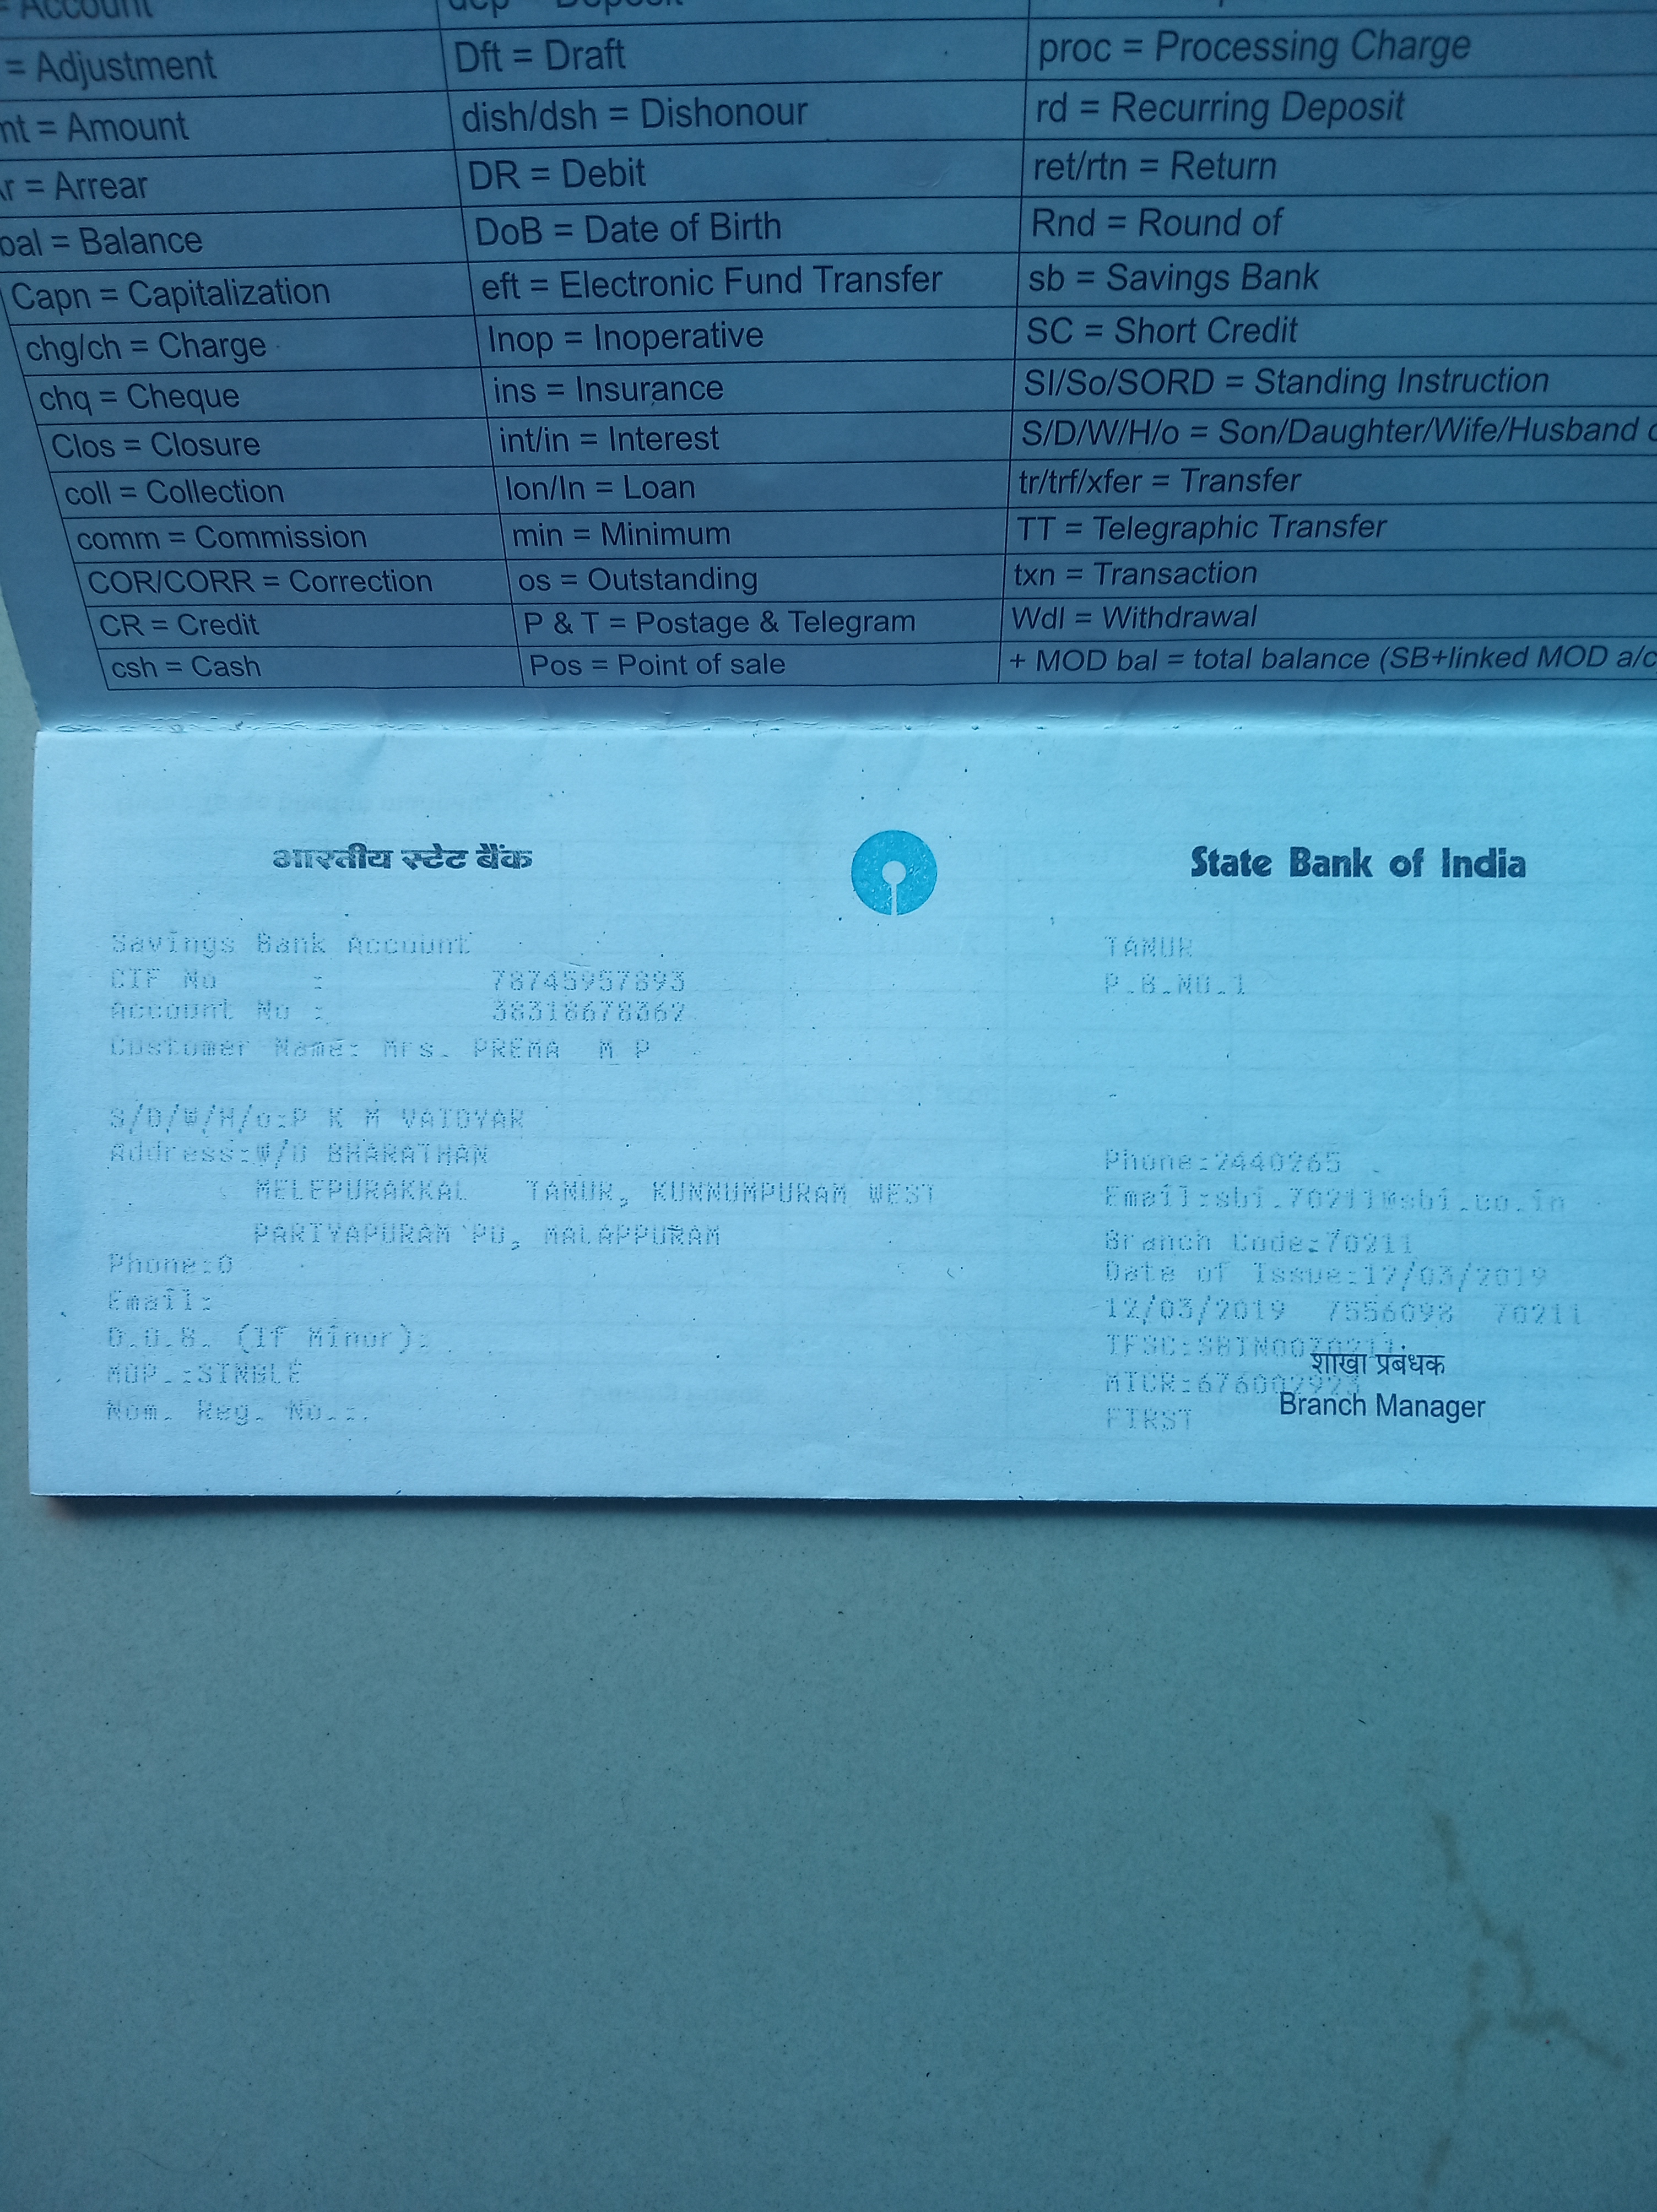 = Account
= Adjustment Dft = Draft proc = Processing Charge
= Amount dish/dsh = Dishonour rd = Recurring Deposit
= Arrear DR = Debit ret/rtn = Return
bal = Balance DoB = Date of Birth Rnd = Round of
Capn = Capitalization eft = Electronic Fund Transfer sb = Savings Bank
chg/ch = Charge Inop = Inoperative SC = Short Credit
chq = Cheque ins = Insurance SI/So/SORD = Standing Instruction
Clos = Closure int/in = Interest S/D/W/H/o = Son/Daughter/Wife/Husband
coll = Collection lon/ln = Loan tr/trf/xfer = Transfer
comm = Commission min = Minimum TT = Telegraphic Transfer
COR/CORR = Correction os = Outstanding txn = Transaction
CR = Credit P & T = Postage & Telegram Wdl = Withdrawal
csh = Cash Pos = Point of sale + MOD bal = total balance (SB+linked MOD a/c
भारतीय स्टेट बैंक State Bank of India
Savings Bank Account TANUR
CIF No : 78745957893 P.B.NO.1
Account No : 38318678369
Customer Name: Mrs. PREMA M P
S/D/W/H/o:P K M VAIDYAR
Address:W/O BHARATHAN Phone:2440265
MELEPURAKKAL TANUR, KUNNUMPURAM WEST Email:sbi.70211@sbi.co.in
PARIYAPURAM PO, MALAPPURAM Branch Code:70211
Phone:0 Date of Issue:12/03/2019
Email: 12/03/2019 7556098 70211
D.O.B. (If Minor): IFSC:SBIN0070211
शाखा प्रबंधक
MOP.:SINGLE MICR:676002923
Branch Manager
Nom. Reg. No.: FIRST